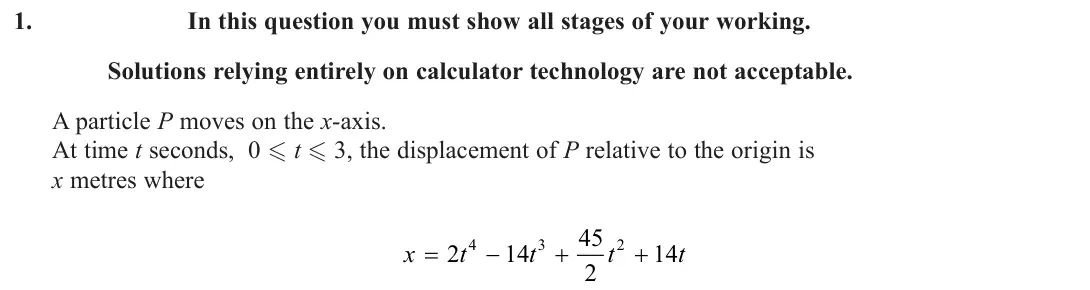 1. In this question you must show all stages of your working.
Solutions relying entirely on calculator technology are not acceptable.
A particle P moves on the x-axis.
At time t seconds, 0 ⩽ t ⩽ 3, the displacement of P relative to the origin is
x metres where
x = 2t⁴ − 14t³ + 45/2 t² + 14t